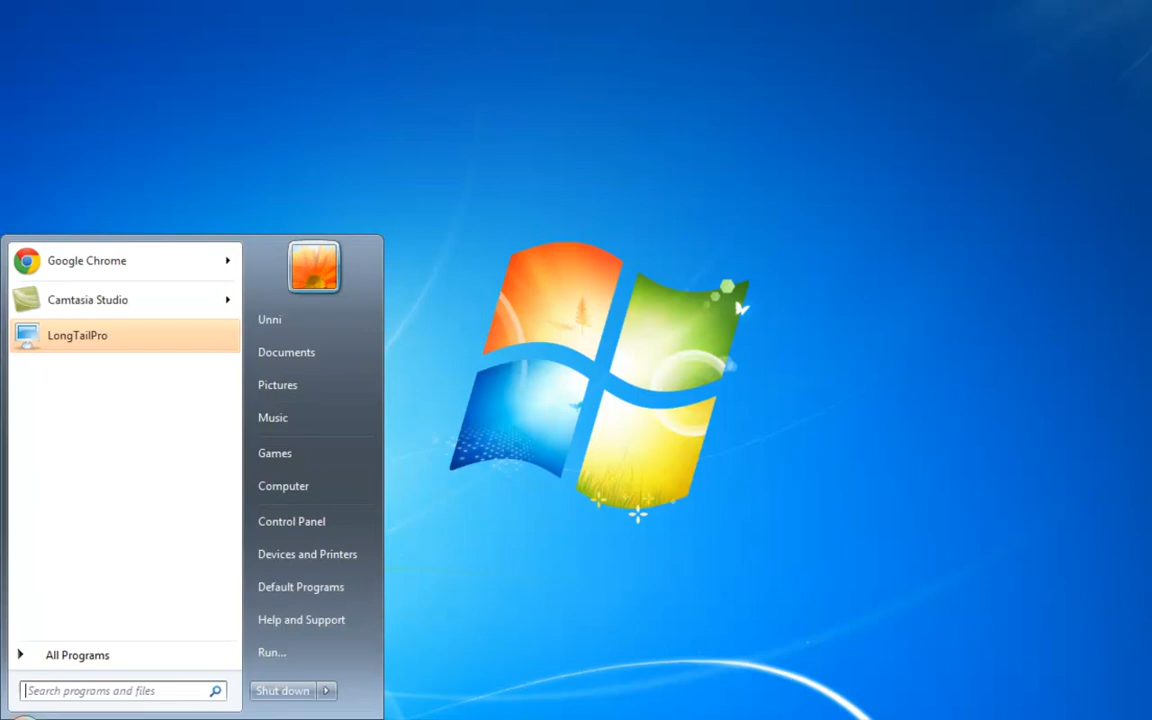 Google Chrome
Camtasia Studio
LongTailPro
All Programs
Search programs and files
Unni
Documents
Pictures
Music
Games
Computer
Control Panel
Devices and Printers
Default Programs
Help and Support
Run...
Shut down